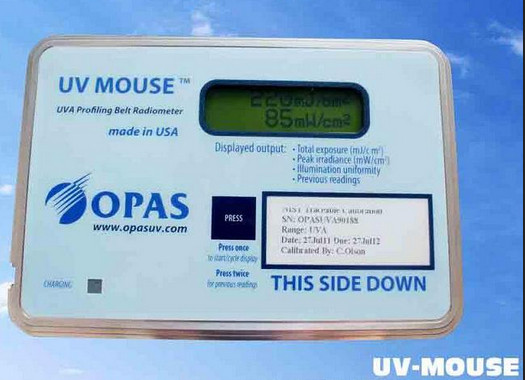 UV MOUSE™
UVA Profiling Belt Radiometer
made in USA
220mJ/cm²
85mW/cm²
Displayed output:
• Total exposure (mJ/cm²)
• Peak irradiance (mW/cm²)
• Illumination uniformity
• Previous readings
OPAS
www.opasuv.com
PRESS
Press once
to start/cycle display
Press twice
for previous readings
NIST Traceable Calibration
SN: OPASUVA90188
Range: UVA
Date: 27Jul11 Due: 27Jul12
Calibrated By: C.Olson
CHARGING
THIS SIDE DOWN
UV-MOUSE